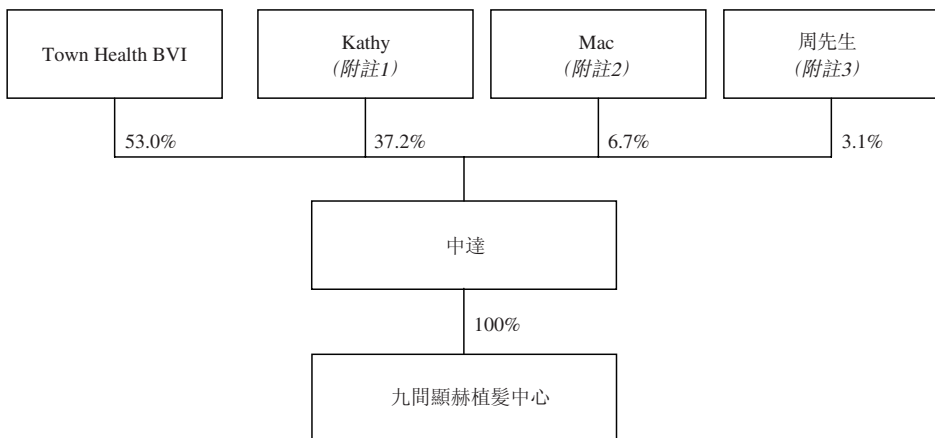 Town Health BVI
Kathy
(附註1)
Mac
(附註2)
周先生
(附註3)
53.0%
37.2%
6.7%
3.1%
中達
100%
九間顯赫植髮中心